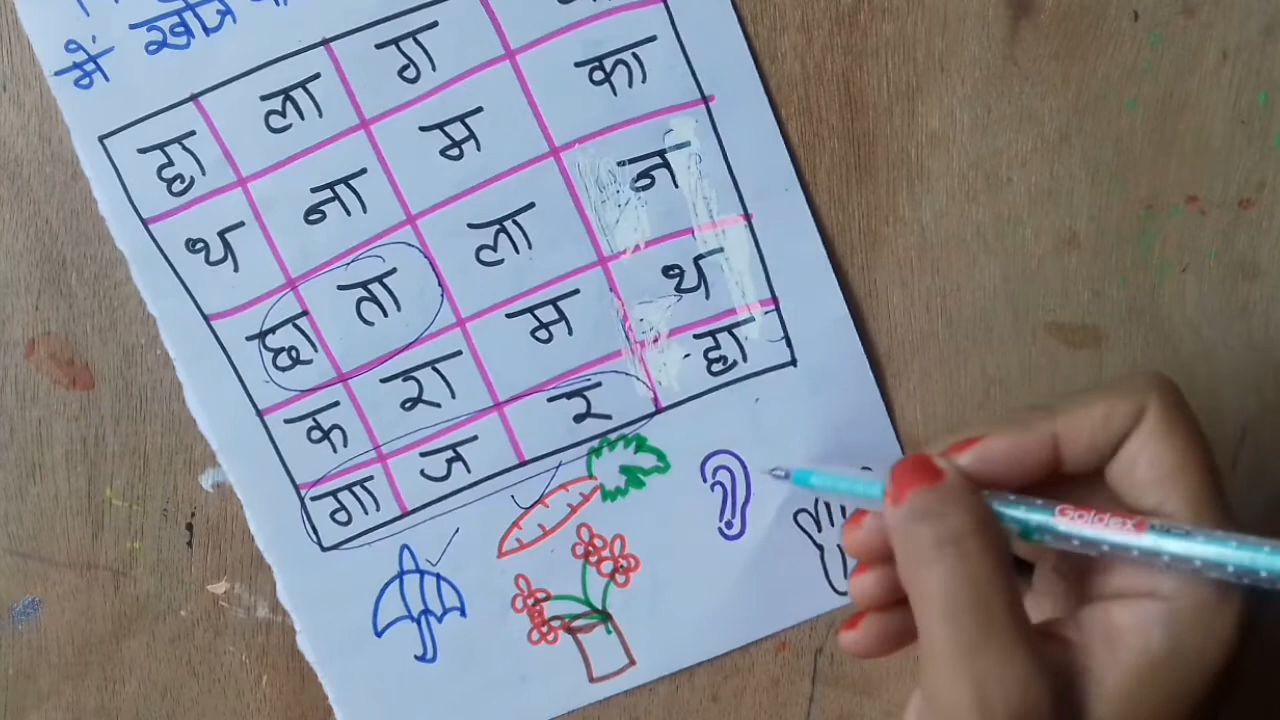 में
हा ला ग
थ ना म का
छा ता ला न
क रा म थ
गा ज र हा
Goldex